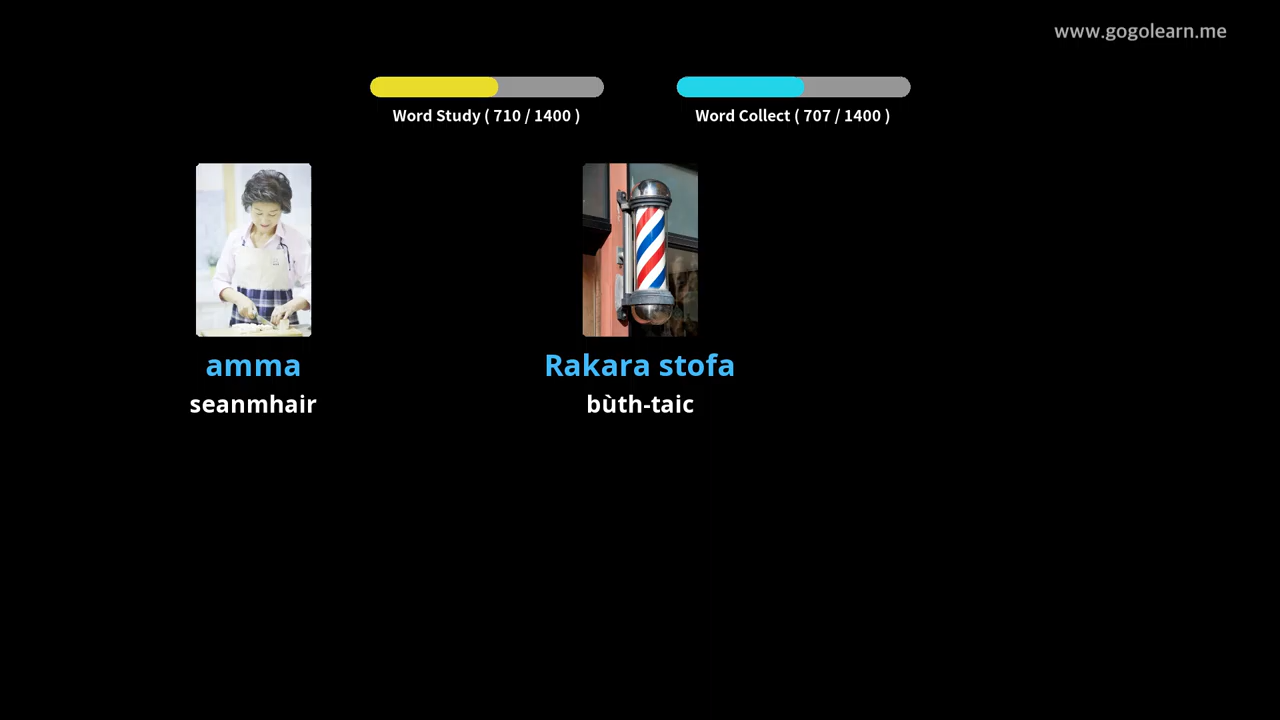 www.gogolearn.me
Word Study ( 710 / 1400 )
Word Collect ( 707 / 1400 )
amma
seanmhair
Rakara stofa
bùth-taic